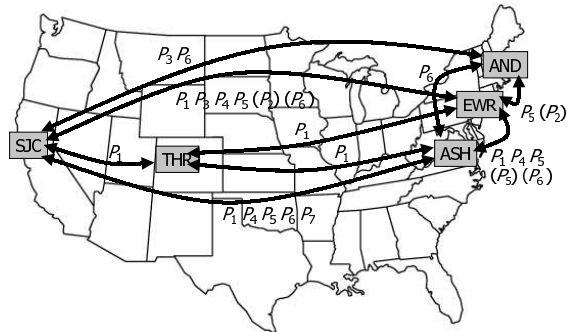 P3 P6
AND
P6
P1 P3 P4 P5 (P2) (P6)
EWR
P5 (P2)
P1
SJC
P1
THR
P1
ASH
P1 P4 P5
(P5) (P6)
P1 P4 P5 P6 P7